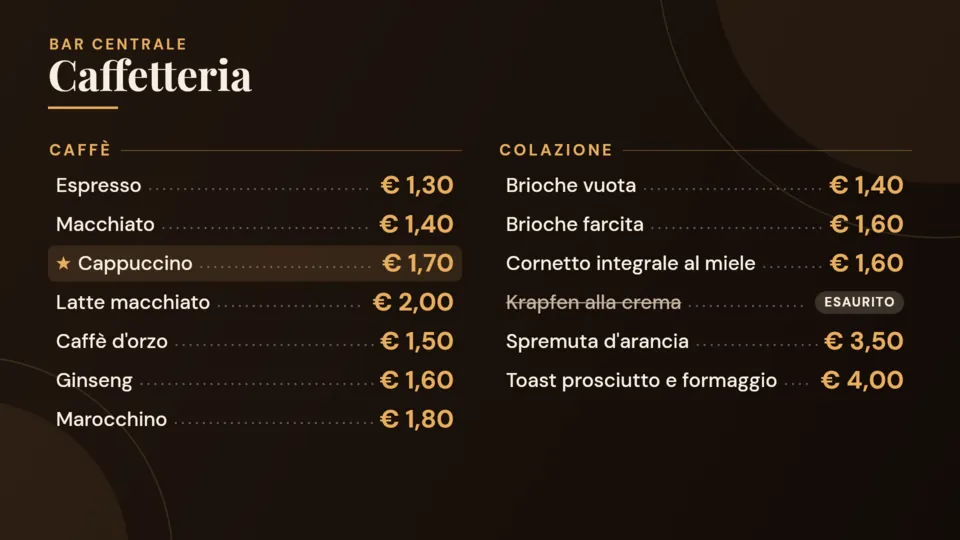 BAR CENTRALE
Caffetteria
CAFFÈ
Espresso € 1,30
Macchiato € 1,40
★ Cappuccino € 1,70
Latte macchiato € 2,00
Caffè d'orzo € 1,50
Ginseng € 1,60
Marocchino € 1,80
COLAZIONE
Brioche vuota € 1,40
Brioche farcita € 1,60
Cornetto integrale al miele € 1,60
Krapfen alla crema ESAURITO
Spremuta d'arancia € 3,50
Toast prosciutto e formaggio € 4,00